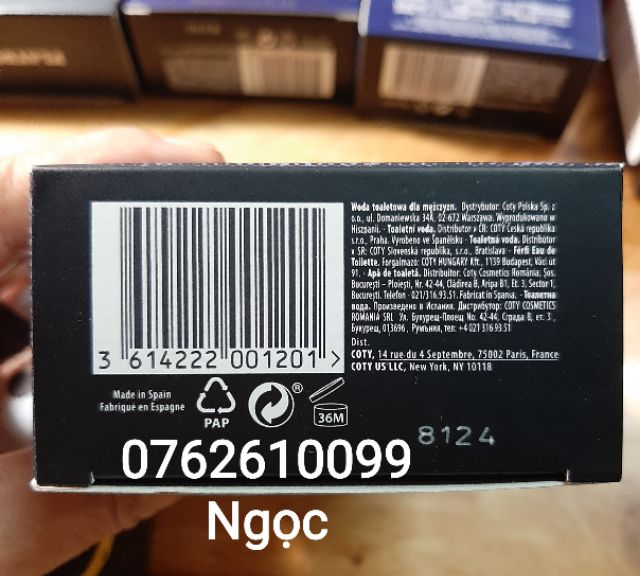 Woda toaletowa dla mężczyzn. Dystrybutor: Coty Polska Sp. z
o.o., ul. Domaniewska 34A, 02-672 Warszawa. Wyprodukowano w
Hiszpanii. · Toaletní voda. Distributor v ČR: COTY Česká republika
s.r.o., Praha. Vyrobeno ve Španělsku · Toaletná voda. Distributor
v SR: COTY Slovenská republika s.r.o., Bratislava · Férfi Eau de
Toilette. Forgalmazó: COTY HUNGARY Kft., 1139 Budapest, Váci út
91. · Apă de toaletă. Distribuitor: Coty Cosmetics România, Sos.
București – Ploiești, Nr. 42-44, Clădirea B, Aripa B1, Et. 3, Sector 1,
București. Telefon - 021/316.93.51. Fabricat in Spania. · Тоалетна
вода. Произведено в Испания. Дистрибутор: COTY COSMETICS
ROMANIA SRL Ул. Букурещ-Плоещ No. 42-44, Сграда В, ет. 3 ,
Букурещ, 013696 , Румъния, тел: +4 021 316 93 51
Dist.
COTY, 14 rue du 4 Septembre, 75002 Paris, France
COTY US LLC, New York, NY 10118
3 614222 001201 >
Made in Spain
Fabriqué en Espagne
PAP
®
36M
8124
0762610099
Ngọc